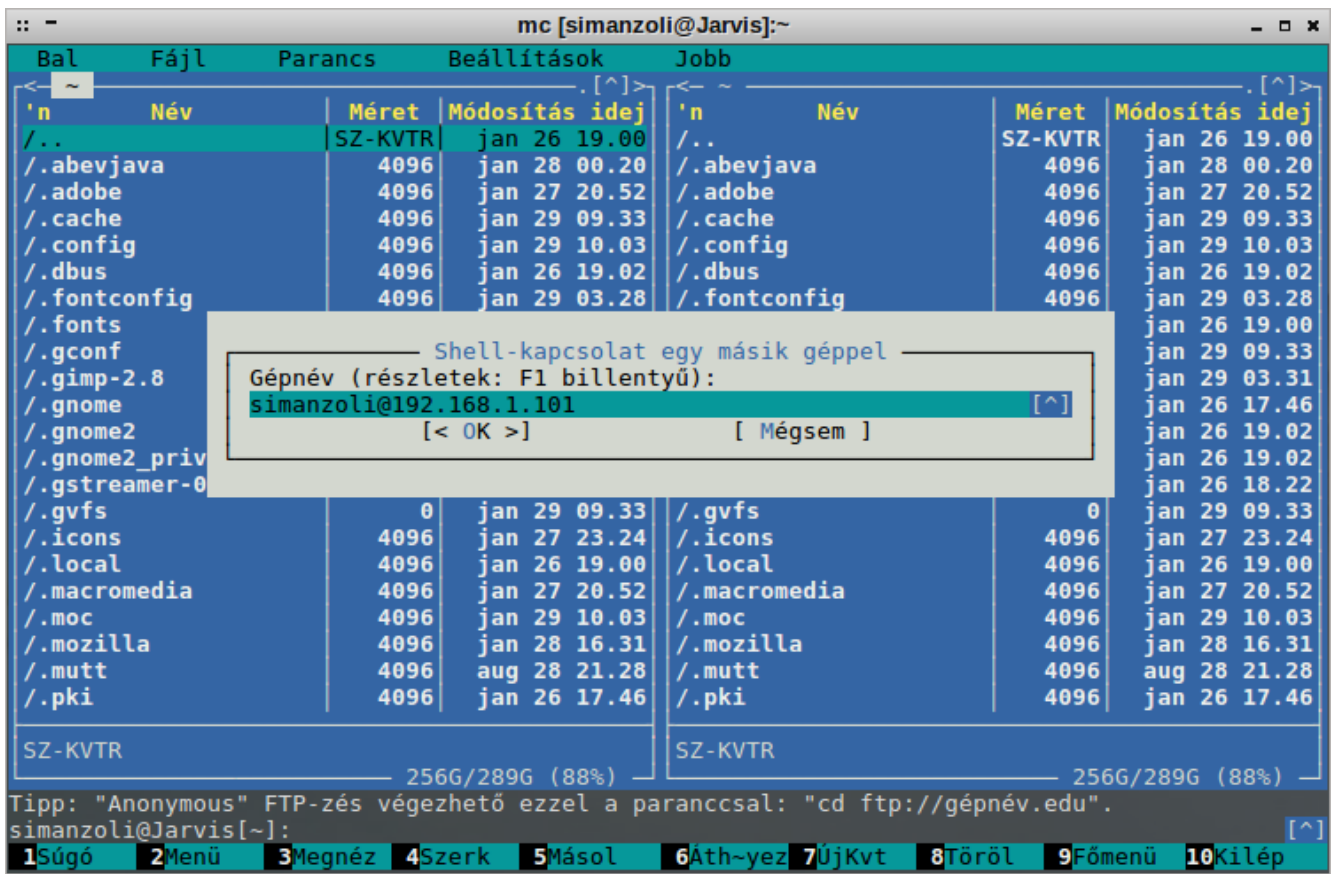 mc [simanzoli@Jarvis]:~
Bal Fájl Parancs Beállítások Jobb
<— ~ .[^]> <— ~ .[^]>
'n Név Méret Módosítás idej 'n Név Méret Módosítás idej
/.. SZ-KVTR jan 26 19.00 /.. SZ-KVTR jan 26 19.00
/.abevjava 4096 jan 28 00.20 /.abevjava 4096 jan 28 00.20
/.adobe 4096 jan 27 20.52 /.adobe 4096 jan 27 20.52
/.cache 4096 jan 29 09.33 /.cache 4096 jan 29 09.33
/.config 4096 jan 29 10.03 /.config 4096 jan 29 10.03
/.dbus 4096 jan 26 19.02 /.dbus 4096 jan 26 19.02
/.fontconfig 4096 jan 29 03.28 /.fontconfig 4096 jan 29 03.28
/.fonts jan 26 19.00
/.gconf Shell-kapcsolat egy másik géppel jan 29 09.33
/.gimp-2.8 Gépnév (részletek: F1 billentyű): jan 29 03.31
/.gnome simanzoli@192.168.1.101 [^] jan 26 17.46
/.gnome2 [< OK >] [ Mégsem ] jan 26 19.02
/.gnome2_priv jan 26 19.02
/.gstreamer-0 jan 26 18.22
/.gvfs 0 jan 29 09.33 /.gvfs 0 jan 29 09.33
/.icons 4096 jan 27 23.24 /.icons 4096 jan 27 23.24
/.local 4096 jan 26 19.00 /.local 4096 jan 26 19.00
/.macromedia 4096 jan 27 20.52 /.macromedia 4096 jan 27 20.52
/.moc 4096 jan 29 10.03 /.moc 4096 jan 29 10.03
/.mozilla 4096 jan 28 16.31 /.mozilla 4096 jan 28 16.31
/.mutt 4096 aug 28 21.28 /.mutt 4096 aug 28 21.28
/.pki 4096 jan 26 17.46 /.pki 4096 jan 26 17.46
SZ-KVTR SZ-KVTR
256G/289G (88%) 256G/289G (88%)
Tipp: "Anonymous" FTP-zés végezhető ezzel a paranccsal: "cd ftp://gépnév.edu".
simanzoli@Jarvis[~]: [^]
1Súgó 2Menü 3Megnéz 4Szerk 5Másol 6Áth~yez 7ÚjKvt 8Töröl 9Főmenü 10Kilép